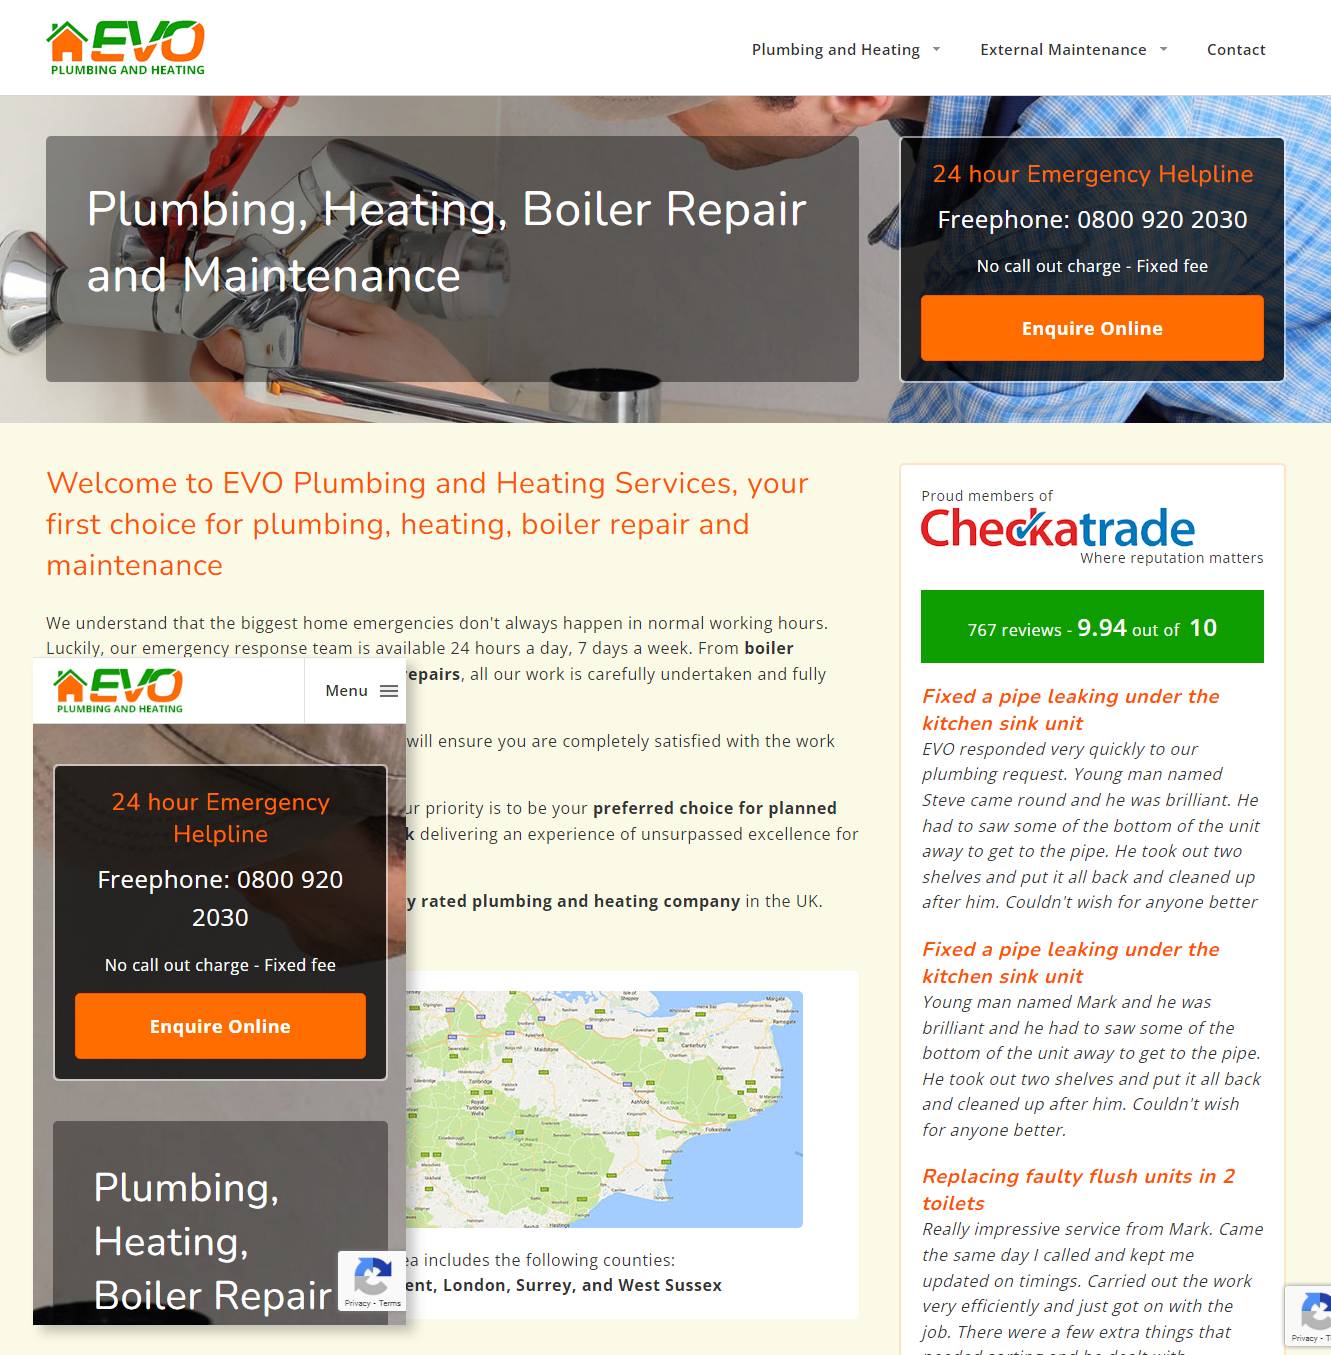 EVO
PLUMBING AND HEATING
Plumbing and Heating
External Maintenance
Contact
Plumbing, Heating, Boiler Repair
and Maintenance
24 hour Emergency Helpline
Freephone: 0800 920 2030
No call out charge - Fixed fee
Enquire Online
Welcome to EVO Plumbing and Heating Services, your
first choice for plumbing, heating, boiler repair and
maintenance
We understand that the biggest home emergencies don't always happen in normal working hours.
Luckily, our emergency response team is available 24 hours a day, 7 days a week. From boiler
epairs, all our work is carefully undertaken and fully
will ensure you are completely satisfied with the work
ur priority is to be your preferred choice for planned
k delivering an experience of unsurpassed excellence for
y rated plumbing and heating company in the UK.
ea includes the following counties:
ent, London, Surrey, and West Sussex
EVO
PLUMBING AND HEATING
Menu
24 hour Emergency
Helpline
Freephone: 0800 920
2030
No call out charge - Fixed fee
Enquire Online
Plumbing,
Heating,
Boiler Repair
Privacy - Terms
Maidstone
Canterbury
Ashford
Tonbridge
Royal
Tunbridge
Wells
Folkestone
Dover
Margate
Ramsgate
Hastings
Proud members of
Checkatrade
Where reputation matters
767 reviews - 9.94 out of 10
Fixed a pipe leaking under the
kitchen sink unit
EVO responded very quickly to our
plumbing request. Young man named
Steve came round and he was brilliant. He
had to saw some of the bottom of the unit
away to get to the pipe. He took out two
shelves and put it all back and cleaned up
after him. Couldn't wish for anyone better
Fixed a pipe leaking under the
kitchen sink unit
Young man named Mark and he was
brilliant and he had to saw some of the
bottom of the unit away to get to the pipe.
He took out two shelves and put it all back
and cleaned up after him. Couldn't wish
for anyone better.
Replacing faulty flush units in 2
toilets
Really impressive service from Mark. Came
the same day I called and kept me
updated on timings. Carried out the work
very efficiently and just got on with the
job. There were a few extra things that
Privacy - T